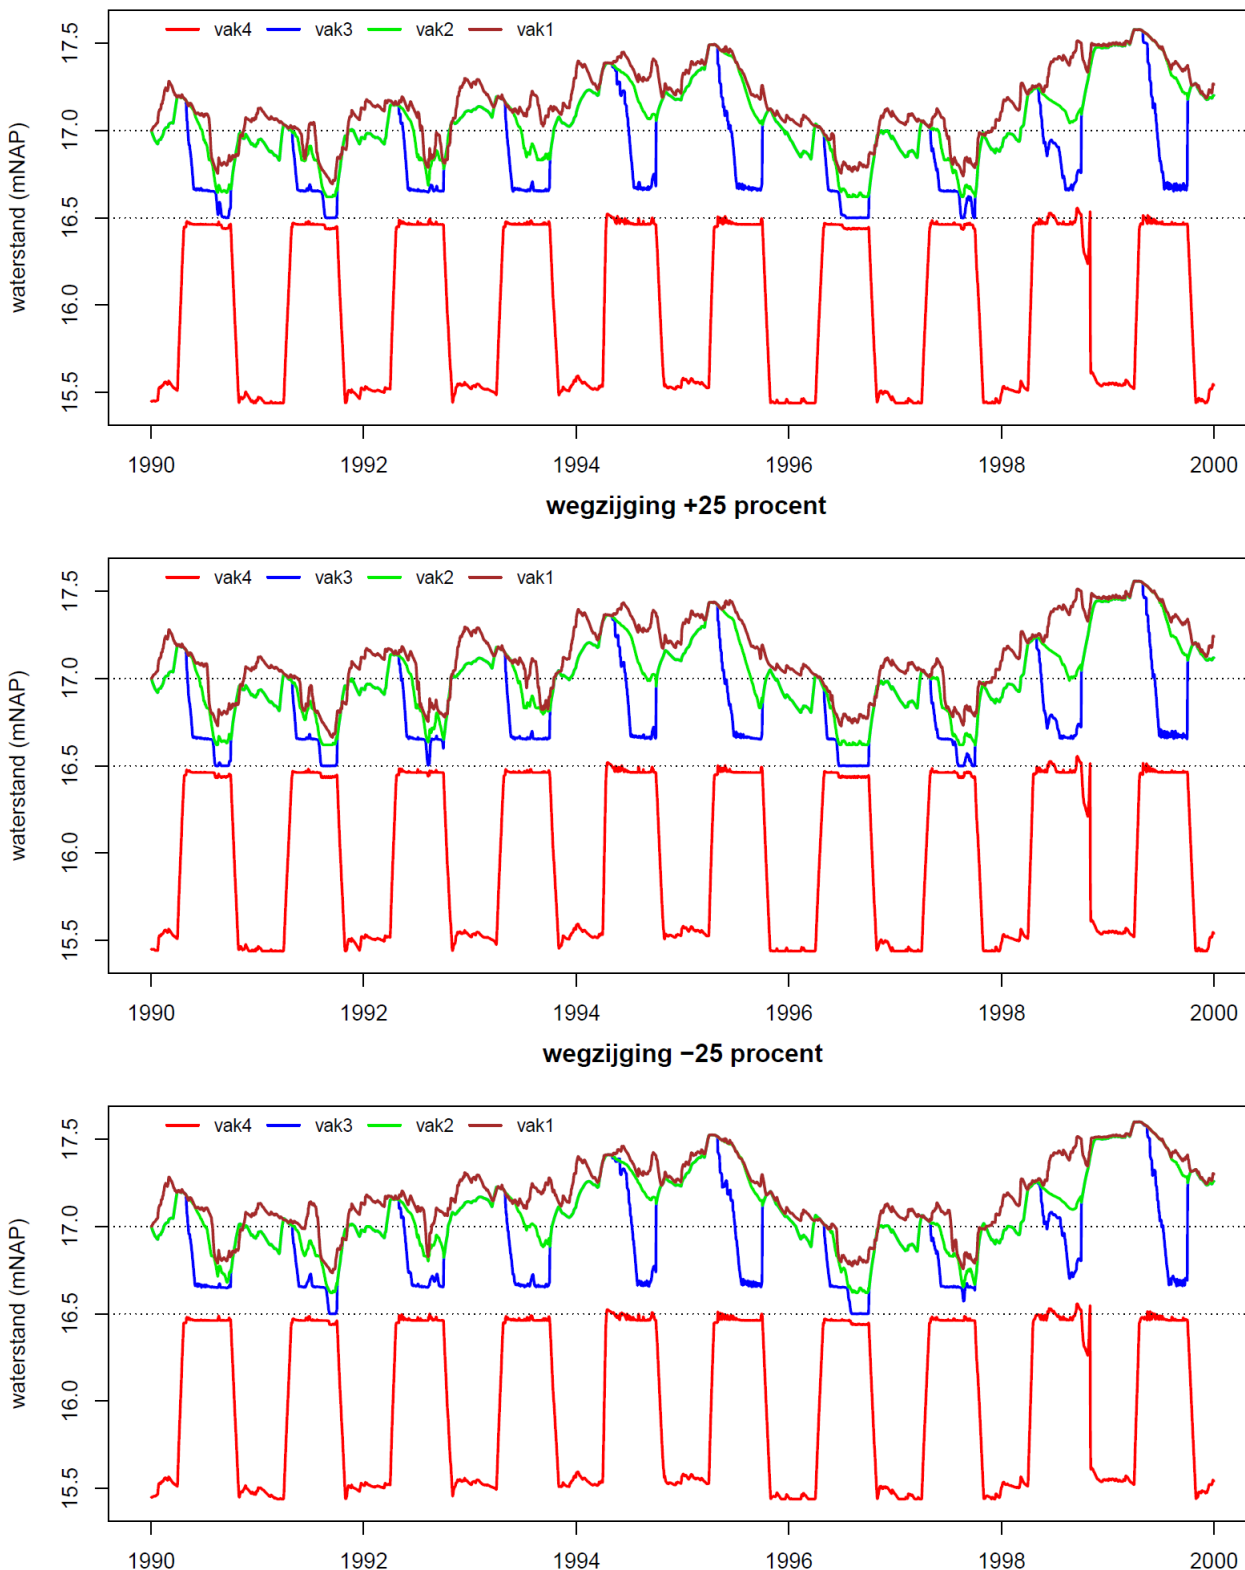 vak4 vak3 vak2 vak1
waterstand (mNAP)
17.5
17.0
16.5
16.0
15.5
1990 1992 1994 1996 1998 2000
wegzijging +25 procent
vak4 vak3 vak2 vak1
waterstand (mNAP)
17.5
17.0
16.5
16.0
15.5
1990 1992 1994 1996 1998 2000
wegzijging −25 procent
vak4 vak3 vak2 vak1
waterstand (mNAP)
17.5
17.0
16.5
16.0
15.5
1990 1992 1994 1996 1998 2000